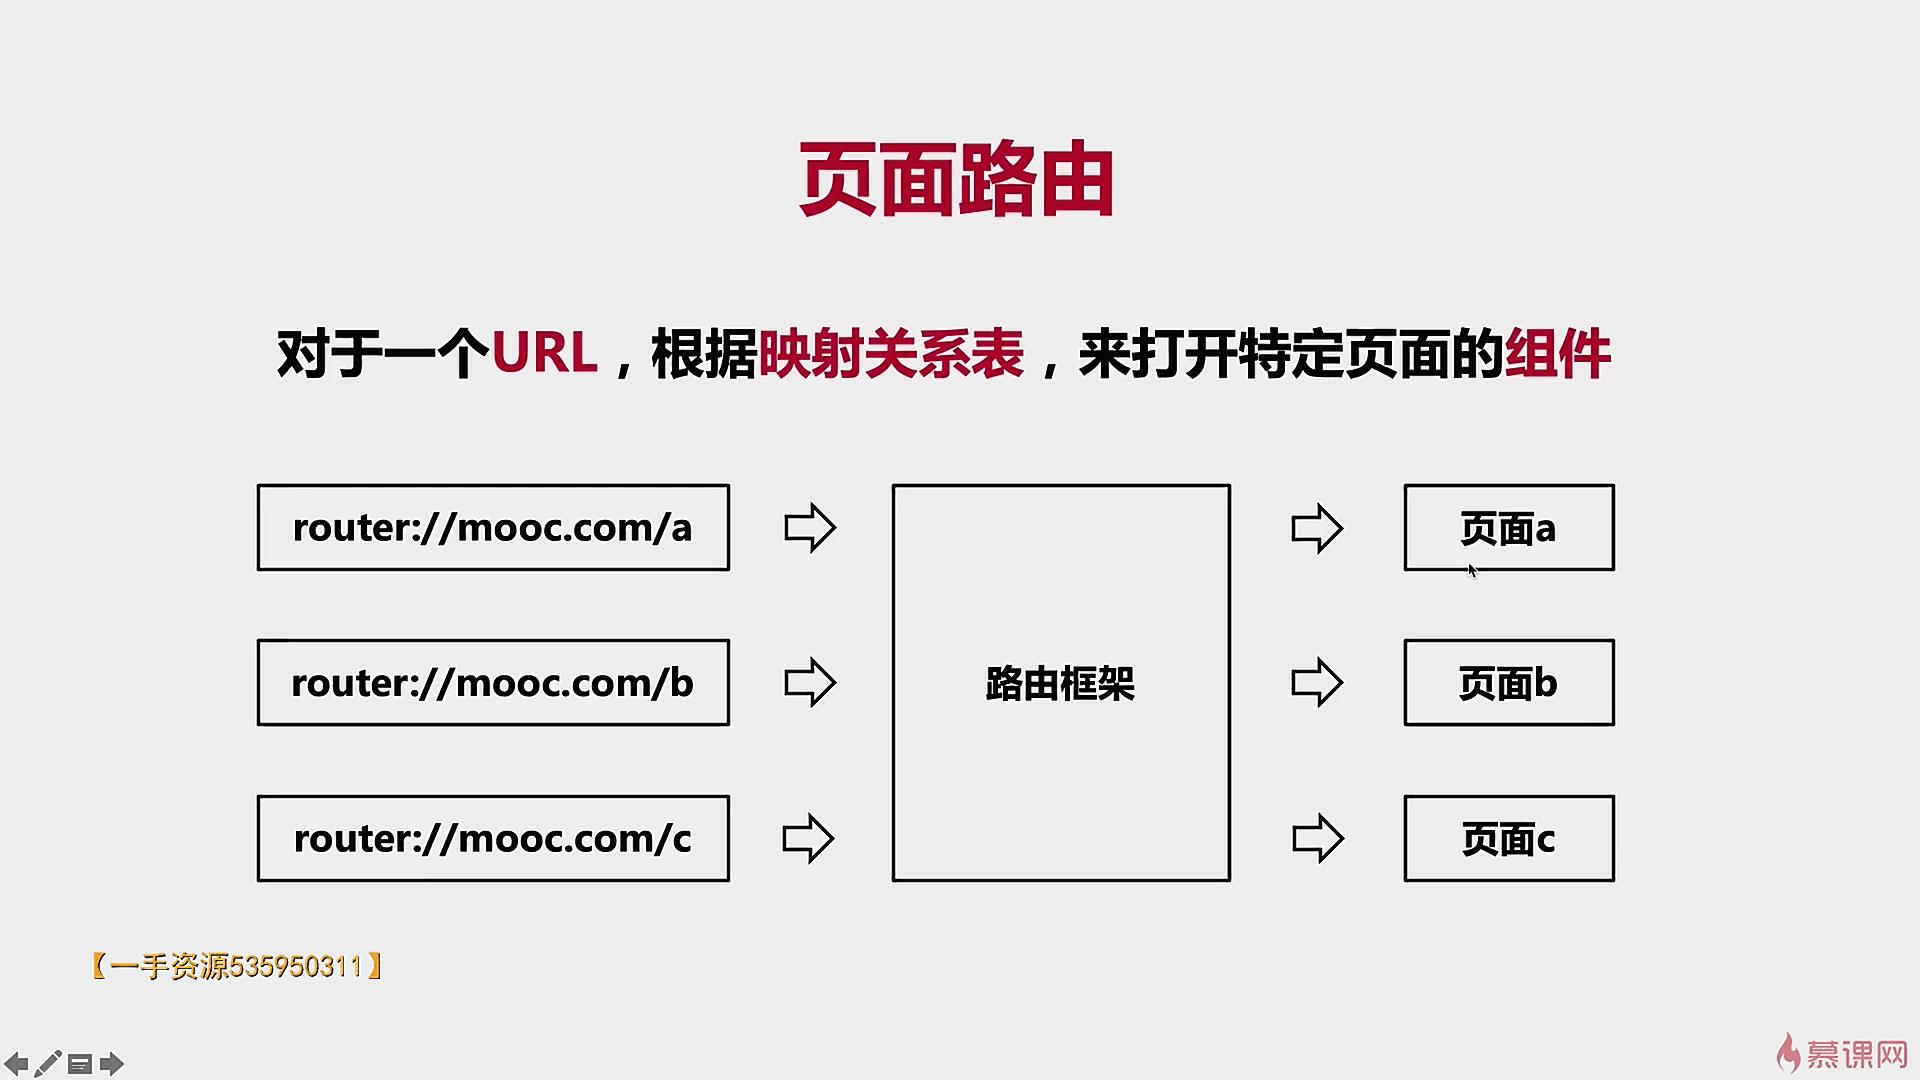 页面路由
对于一个URL，根据映射关系表，来打开特定页面的组件
router://mooc.com/a
页面a
router://mooc.com/b
路由框架
页面b
router://mooc.com/c
页面c
【一手资源535950311】
慕课网